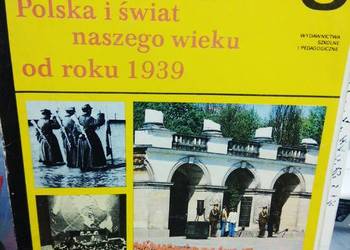 Polska i świat
naszego wieku
od roku 1939
WYDAWNICTWA
SZKOLNE
I PEDAGOGICZNE